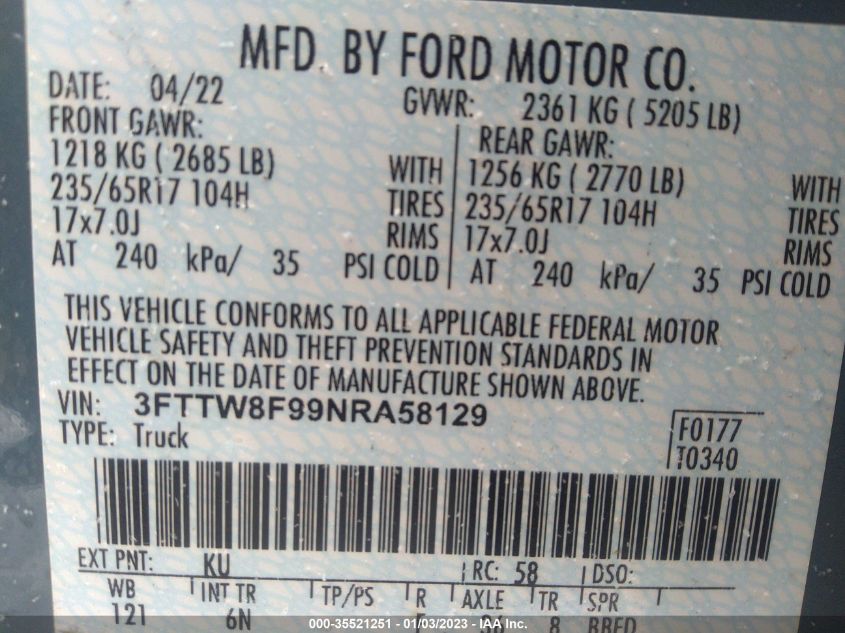 MFD. BY FORD MOTOR CO.
DATE: 04/22 GVWR: 2361 KG ( 5205 LB)
FRONT GAWR: REAR GAWR:
1218 KG ( 2685 LB) WITH 1256 KG ( 2770 LB) WITH
235/65R17 104H TIRES 235/65R17 104H TIRES
17x7.0J RIMS 17x7.0J RIMS
AT 240 kPa/ 35 PSI COLD AT 240 kPa/ 35 PSI COLD
THIS VEHICLE CONFORMS TO ALL APPLICABLE FEDERAL MOTOR
VEHICLE SAFETY AND THEFT PREVENTION STANDARDS IN
EFFECT ON THE DATE OF MANUFACTURE SHOWN ABOVE.
VIN: 3FTTW8F99NRA58129
TYPE: Truck
F0177
T0340
EXT PNT: KU RC: 58 DSO:
WB INT TR TP/PS R AXLE TR SPR
121 6N 8
000-35521251 - 01/03/2023 - IAA Inc.